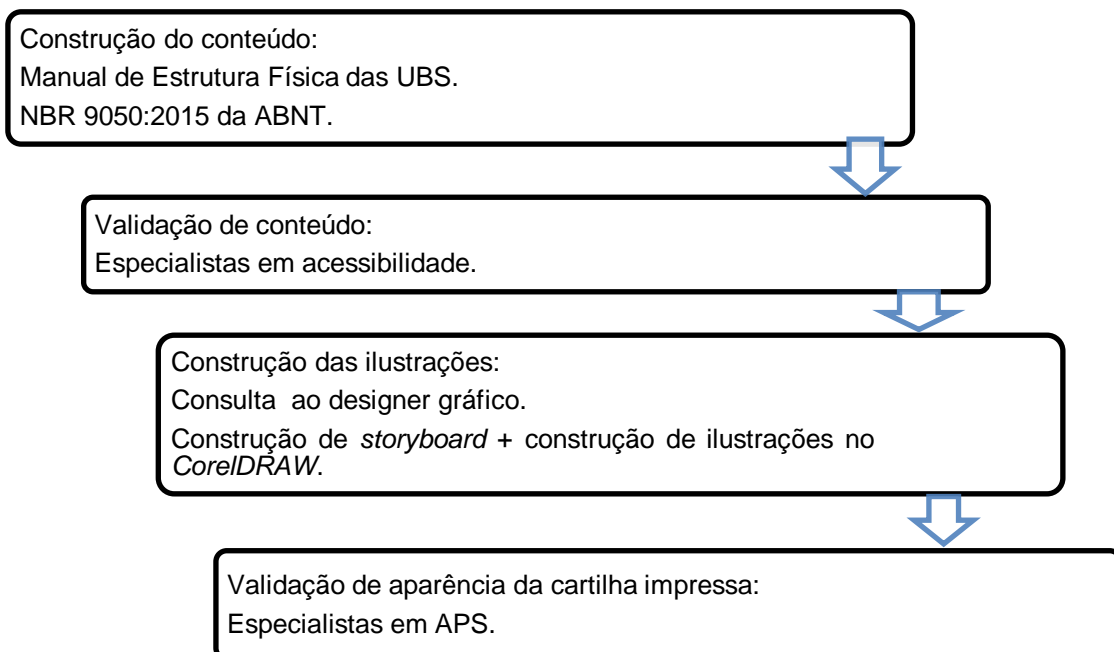 Construção do conteúdo:
Manual de Estrutura Física das UBS.
NBR 9050:2015 da ABNT.
Validação de conteúdo:
Especialistas em acessibilidade.
Construção das ilustrações:
Consulta ao designer gráfico.
Construção de storyboard + construção de ilustrações no
CorelDRAW.
Validação de aparência da cartilha impressa:
Especialistas em APS.